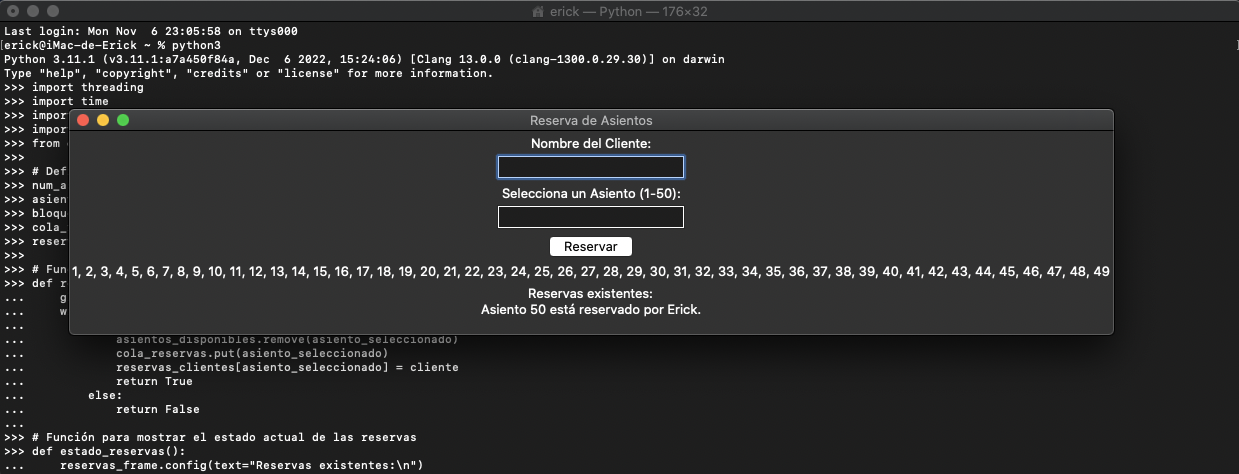 erick — Python — 176×32
Last login: Mon Nov  6 23:05:58 on ttys000
[erick@iMac-de-Erick ~ % python3
Python 3.11.1 (v3.11.1:a7a450f84a, Dec  6 2022, 15:24:06) [Clang 13.0.0 (clang-1300.0.29.30)] on darwin
Type "help", "copyright", "credits" or "license" for more information.
>>> import threading
>>> import time
>>> impor
>>> impor
>>> from
>>>
>>> # Def
>>> num_a
>>> asien
>>> bloqu
>>> cola_
>>> reser
>>>
>>> # Fun
>>> def r
...     g
...     w
...
Reserva de Asientos
Nombre del Cliente:
Selecciona un Asiento (1-50):
Reservar
1, 2, 3, 4, 5, 6, 7, 8, 9, 10, 11, 12, 13, 14, 15, 16, 17, 18, 19, 20, 21, 22, 23, 24, 25, 26, 27, 28, 29, 30, 31, 32, 33, 34, 35, 36, 37, 38, 39, 40, 41, 42, 43, 44, 45, 46, 47, 48, 49
Reservas existentes:
Asiento 50 está reservado por Erick.
...             asientos_disponibles.remove(asiento_seleccionado)
...             cola_reservas.put(asiento_seleccionado)
...             reservas_clientes[asiento_seleccionado] = cliente
...             return True
...         else:
...             return False
...
>>> # Función para mostrar el estado actual de las reservas
>>> def estado_reservas():
...     reservas_frame.config(text="Reservas existentes:\n")